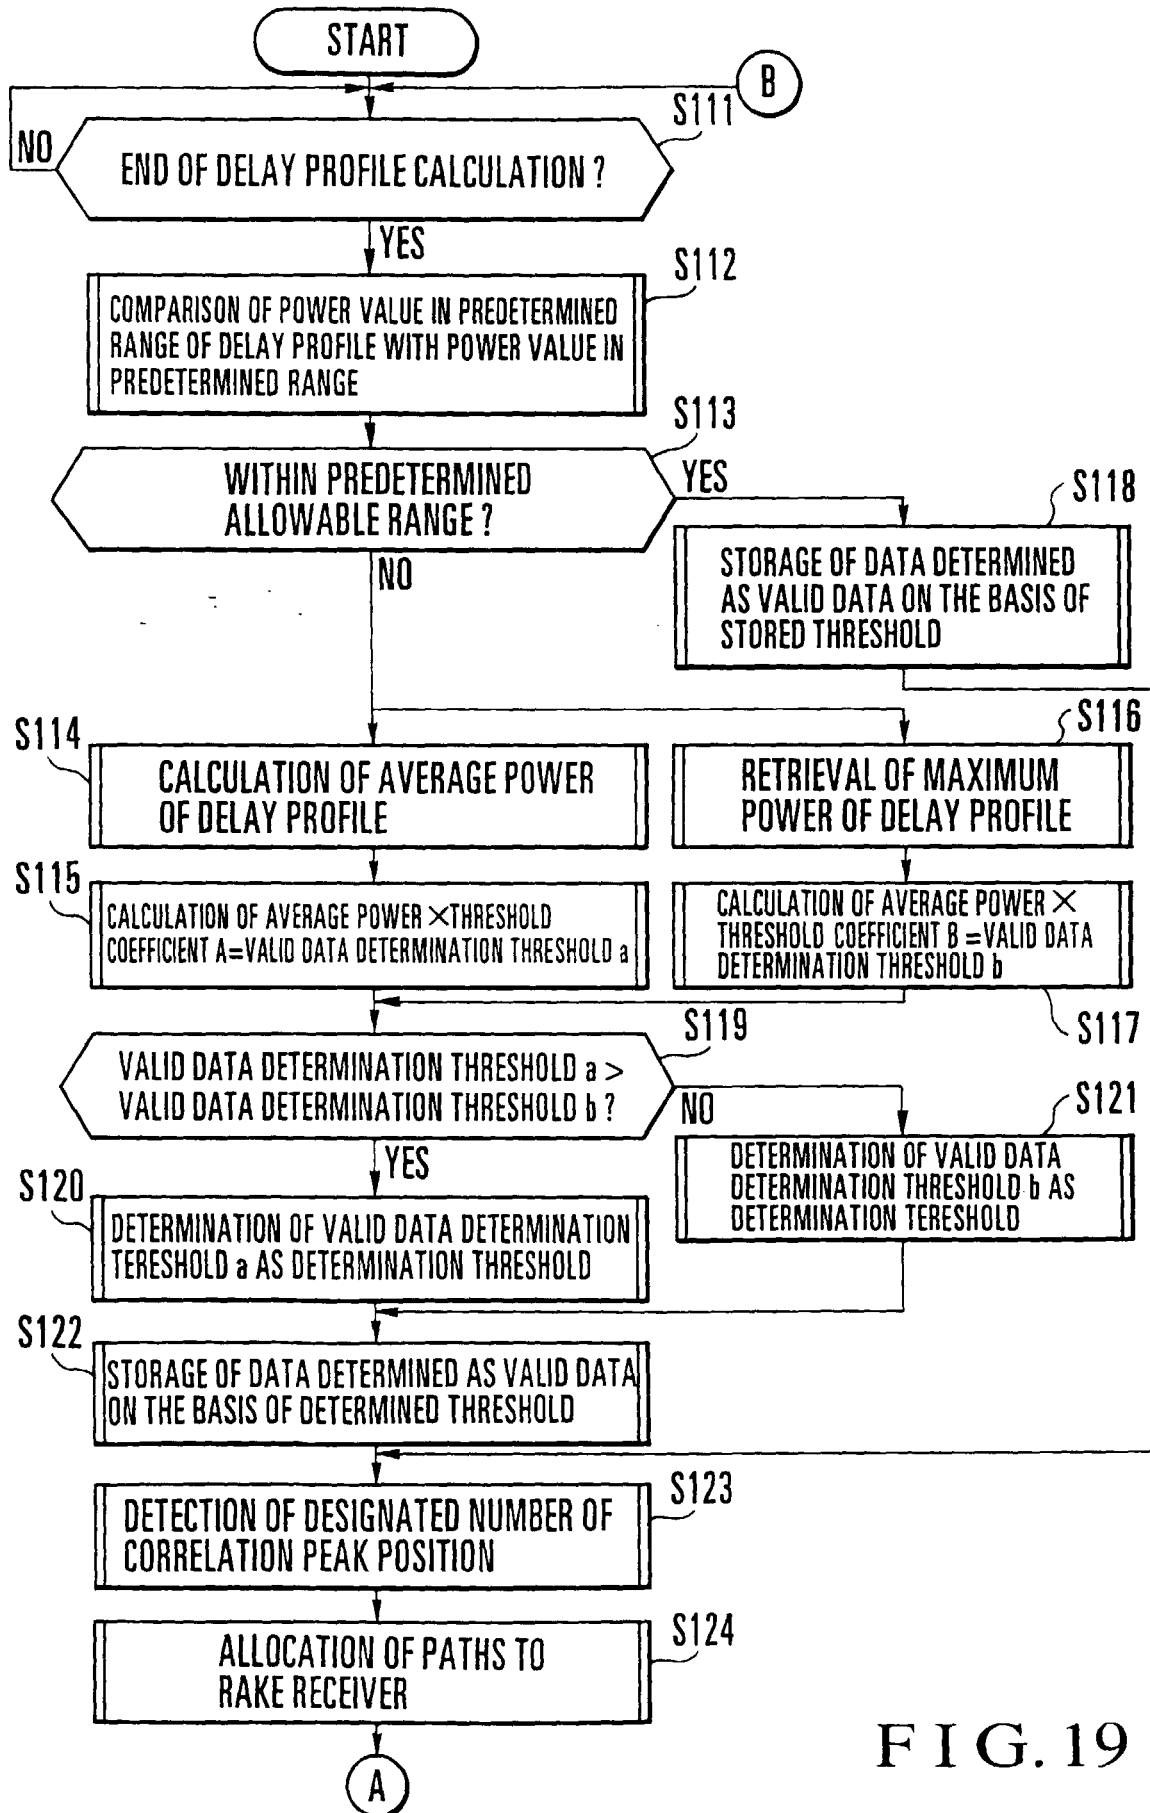 START
B
S111
NO
END OF DELAY PROFILE CALCULATION ?
YES
S112
COMPARISON OF POWER VALUE IN PREDETERMINED
RANGE OF DELAY PROFILE WITH POWER VALUE IN
PREDETERMINED RANGE
S113
WITHIN PREDETERMINED
ALLOWABLE RANGE ?
YES
NO
S118
STORAGE OF DATA DETERMINED
AS VALID DATA ON THE BASIS OF
STORED THRESHOLD
S114
CALCULATION OF AVERAGE POWER
OF DELAY PROFILE
S116
RETRIEVAL OF MAXIMUM
POWER OF DELAY PROFILE
S115
CALCULATION OF AVERAGE POWER ×THRESHOLD
COEFFICIENT A=VALID DATA DETERMINATION THRESHOLD a
CALCULATION OF AVERAGE POWER ×
THRESHOLD COEFFICIENT B =VALID DATA
DETERMINATION THRESHOLD b
S117
S119
VALID DATA DETERMINATION THRESHOLD a >
VALID DATA DETERMINATION THRESHOLD b ?
NO
YES
S121
DETERMINATION OF VALID DATA
DETERMINATION THRESHOLD b AS
DETERMINATION TERESHOLD
S120
DETERMINATION OF VALID DATA DETERMINATION
TERESHOLD a AS DETERMINATION THRESHOLD
S122
STORAGE OF DATA DETERMINED AS VALID DATA
ON THE BASIS OF DETERMINED THRESHOLD
S123
DETECTION OF DESIGNATED NUMBER OF
CORRELATION PEAK POSITION
S124
ALLOCATION OF PATHS TO
RAKE RECEIVER
A
FIG. 19